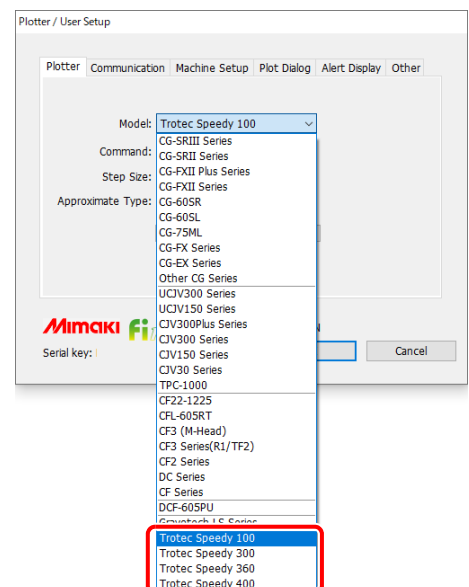 Plotter / User Setup
Plotter Communication Machine Setup Plot Dialog Alert Display Other
Model: Trotec Speedy 100
Command:
Step Size:
Approximate Type:
CG-SRIII Series
CG-SRII Series
CG-FXII Plus Series
CG-FXII Series
CG-60SR
CG-60SL
CG-75ML
CG-FX Series
CG-EX Series
Other CG Series
UCJV300 Series
UCJV150 Series
CJV300Plus Series
CJV300 Series
CJV150 Series
CJV30 Series
TPC-1000
CF22-1225
CFL-605RT
CF3 (M-Head)
CF3 Series(R1/TF2)
CF2 Series
DC Series
CF Series
DCF-605PU
Gravotech LS Series
Trotec Speedy 100
Trotec Speedy 300
Trotec Speedy 360
Trotec Speedy 400
Mimaki
Serial key:
Cancel